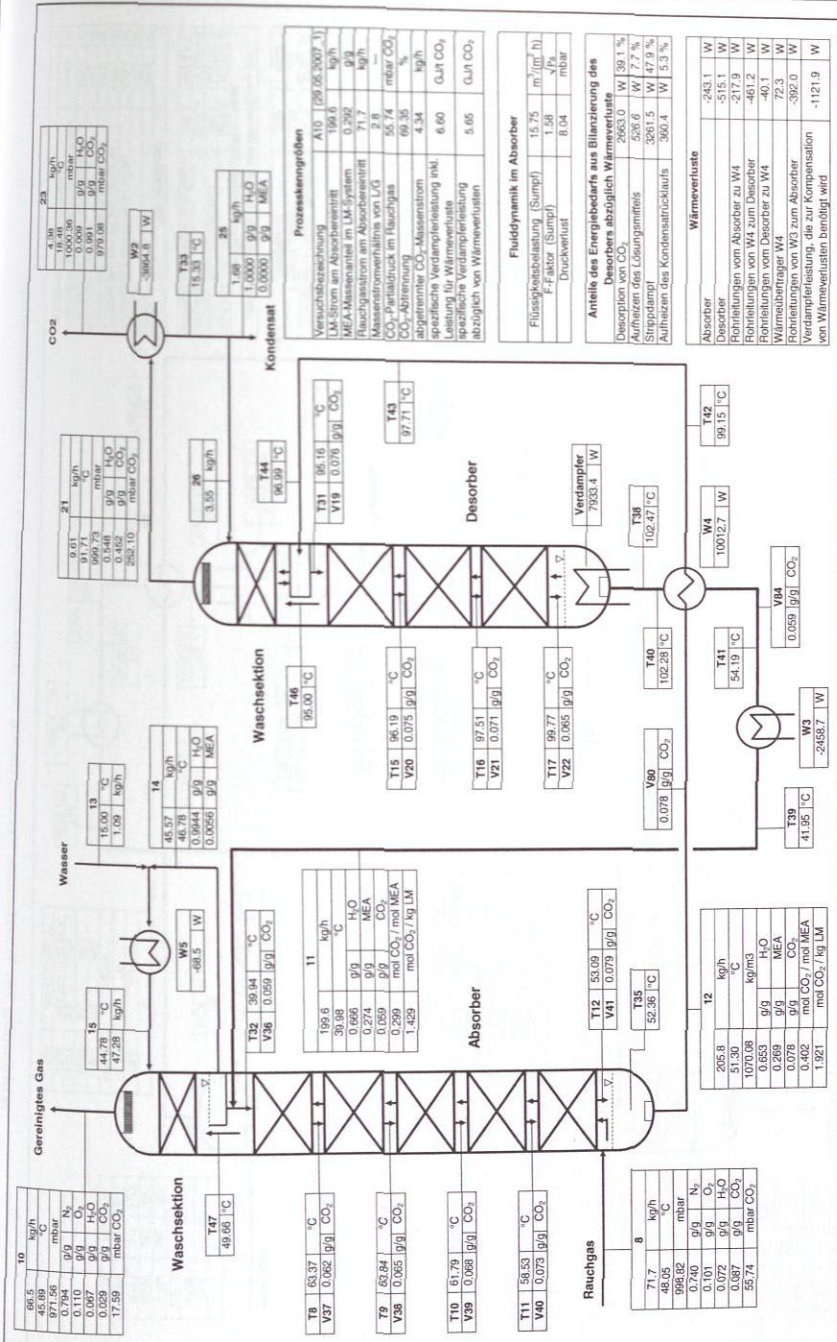 Gereinigtes Gas
10
66.5 kg/h
45.89 °C
971.56 mbar
0.794 g/g N2
0.110 g/g O2
0.067 g/g H2O
0.029 g/g CO2
17.59 mbar CO2
15
44.78 °C
47.28 kg/h
W5
-68.5 W
Wasser
13
15.00 °C
1.09 kg/h
14
45.57 kg/h
46.78 °C
0.9944 g/g H2O
0.0056 g/g MEA
Waschsektion
T47
49.66 °C
T32 39.94 °C
V36 0.059 g/g CO2
11
199.6 kg/h
39.98 °C
0.666 g/g H2O
0.274 g/g MEA
0.059 g/g CO2
0.299 mol CO2 / mol MEA
1.429 mol CO2 / kg LM
Absorber
T8 63.37 °C
V37 0.062 g/g CO2
T9 63.84 °C
V38 0.065 g/g CO2
T10 61.79 °C
V39 0.068 g/g CO2
T11 58.53 °C
V40 0.073 g/g CO2
T12 53.09 °C
V41 0.079 g/g CO2
T35
52.36 °C
Rauchgas
8
71.7 kg/h
48.05 °C
998.82 mbar
0.740 g/g N2
0.101 g/g O2
0.072 g/g H2O
0.087 g/g CO2
55.74 mbar CO2
12
205.8 kg/h
51.30 °C
1070.08 kg/m3
0.653 g/g H2O
0.269 g/g MEA
0.078 g/g CO2
0.402 mol CO2 / mol MEA
1.921 mol CO2 / kg LM
CO2
21
9.61 kg/h
91.71 °C
999.73 mbar
0.548 g/g H2O
0.452 g/g CO2
252.10 mbar CO2
W2
-3864.8 W
23
4.38 kg/h
18.48 °C
1000.36 mbar
0.009 g/g H2O
0.991 g/g CO2
979.08 mbar CO2
T33
15.33 °C
25
1.68 kg/h
1.0000 g/g H2O
0.0000 g/g MEA
Kondensat
26
3.55 kg/h
Waschsektion
T46
95.00 °C
T44
96.99 °C
T31 95.16 °C
V19 0.076 g/g CO2
Desorber
T43
97.71 °C
T15 96.19 °C
V20 0.075 g/g CO2
T16 97.51 °C
V21 0.071 g/g CO2
T17 99.77 °C
V22 0.065 g/g CO2
Verdampfer
7933.4 W
T38
102.47 °C
T40
102.28 °C
V80
0.078 g/g CO2
W4
10012.7 W
T42
99.15 °C
T41
54.19 °C
V84
0.059 g/g CO2
W3
-2458.7 W
T39
41.95 °C
Prozesskenngrößen
Versuchsbezeichnung A10 (29.05.2007_1)
LM-Strom am Absorbereintritt 199.6 kg/h
MEA-Massenanteil im LM-System 0.292 g/g
Rauchgasstrom am Absorbereintritt 71.7 kg/h
Massenstromverhältnis von L/G 2.8 ---
CO2-Partialdruck im Rauchgas 55.74 mbar CO2
CO2-Abtrennung 69.35 %
abgetrennter CO2-Massenstrom 4.34 kg/h
spezifische Verdampferleistung inkl.
Leistung für Wärmeverluste 6.60 GJ/t CO2
spezifische Verdampferleistung
abzüglich von Wärmeverlusten 5.65 GJ/t CO2
Fluiddynamik im Absorber
Flüssigkeitsbelastung (Sumpf) 15.75 m³/(m² h)
F-Faktor (Sumpf) 1.58 √Pa
Druckverlust 8.04 mbar
Anteile des Energiebedarfs aus Bilanzierung des
Desorbers abzüglich Wärmeverluste
Desorption von CO2 2663.0 W 39.1 %
Aufheizen des Lösungsmittels 526.6 W 7.7 %
Strippdampf 3261.5 W 47.9 %
Aufheizen des Kondensatrücklaufs 360.4 W 5.3 %
Wärmeverluste
Absorber -243.1 W
Desorber -515.1 W
Rohrleitungen vom Absorber zu W4 -217.9 W
Rohrleitungen von W4 zum Desorber -461.2 W
Rohrleitungen vom Desorber zu W4 -40.1 W
Wärmeübertrager W4 72.3 W
Rohrleitungen von W3 zum Absorber -392.0 W
Verdampferleistung, die zur Kompensation
von Wärmeverlusten benötigt wird -1121.9 W